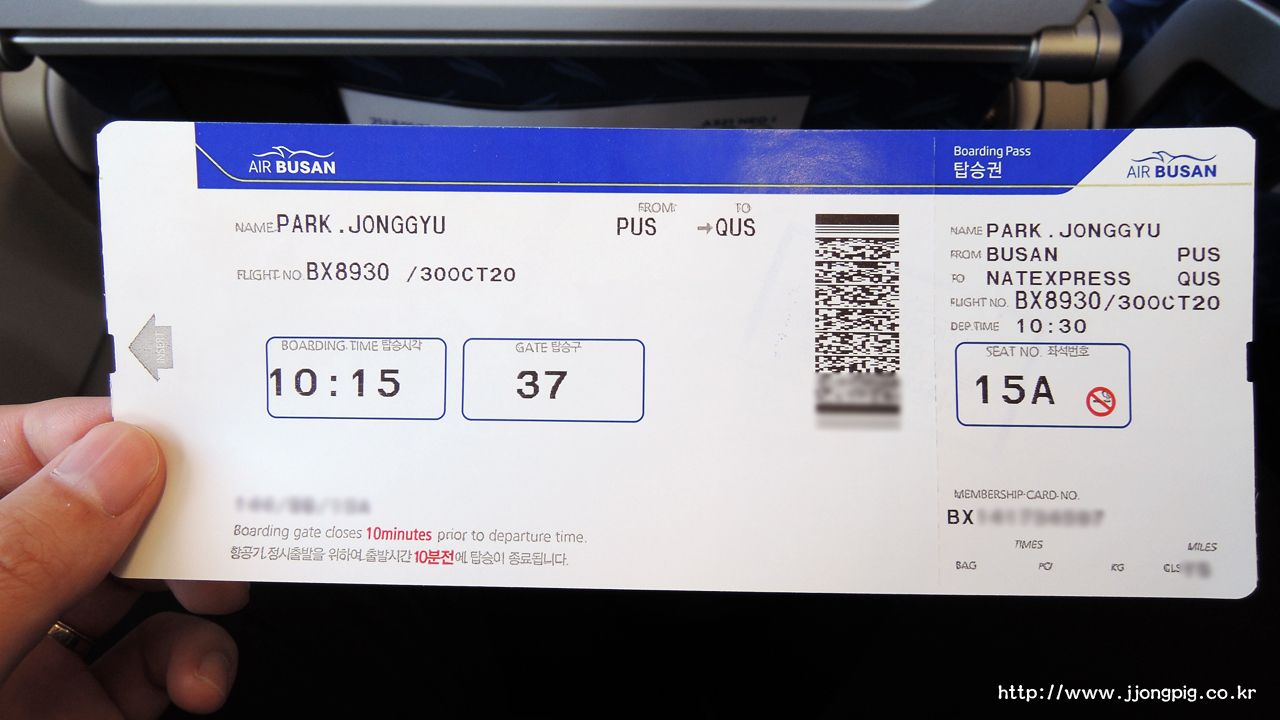 AIR BUSAN
NAME PARK.JONGGYU
FROM: TO
PUS →QUS
FLIGHT NO. BX8930 /30OCT20
INSERT
BOARDING TIME 탑승시각
10:15
GATE 탑승구
37
Boarding gate closes 10minutes prior to departure time.
항공기 정시출발을 위하여 출발시간 10분전에 탑승이 종료됩니다.
Boarding Pass
탑승권
AIR BUSAN
NAME PARK.JONGGYU
FROM BUSAN PUS
TO NATEXPRESS QUS
FLIGHT NO. BX8930/30OCT20
DEP.TIME 10:30
SEAT NO. 좌석번호
15A
MEMBERSHIP CARD NO.
BX
TIMES MILES
BAG PC/ KG CLS
http://www.jjongpig.co.kr